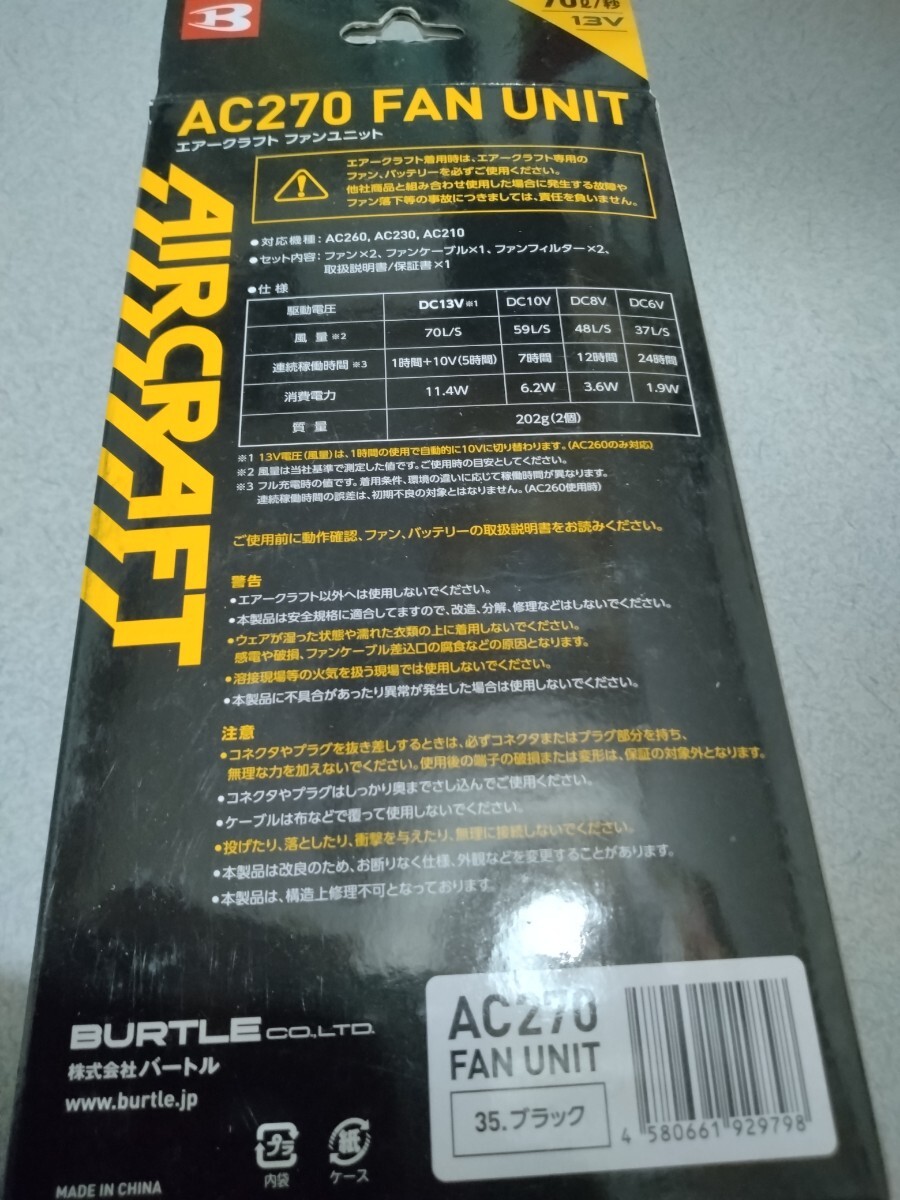 70ℓ/秒
13V
AC270 FAN UNIT
エアークラフト ファンユニット
AIRCRAFT
エアークラフト着用時は、エアークラフト専用の
ファン、バッテリーを必ずご使用ください。
他社商品と組み合わせ使用した場合に発生する故障や
ファン落下等の事故につきましては、責任を負いません。
●対応機種：AC260, AC230, AC210
●セット内容：ファン×2、ファンケーブル×1、ファンフィルター×2、
取扱説明書/保証書×1
●仕様
駆動電圧 DC13V※1 DC10V DC8V DC6V
風量※2 70L/S 59L/S 48L/S 37L/S
連続稼働時間※3 1時間+10V(5時間) 7時間 12時間 24時間
消費電力 11.4W 6.2W 3.6W 1.9W
質量 202g(2個)
※1 13V電圧(風量)は、1時間の使用で自動的に10Vに切り替わります。(AC260のみ対応)
※2 風量は当社基準で測定した値です。ご使用時の目安としてください。
※3 フル充電時の値です。着用条件、環境の違いに応じて稼働時間が異なります。
連続稼働時間の誤差は、初期不良の対象とはなりません。(AC260使用時)
ご使用前に動作確認、ファン、バッテリーの取扱説明書をお読みください。
警告
●エアークラフト以外へは使用しないでください。
●本製品は安全規格に適合してますので、改造、分解、修理などはしないでください。
●ウェアが湿った状態や濡れた衣類の上に着用しないでください。
感電や破損、ファンケーブル差込口の腐食などの原因となります。
●溶接現場等の火気を扱う現場では使用しないでください。
●本製品に不具合があったり異常が発生した場合は使用しないでください。
注意
●コネクタやプラグを抜き差しするときは、必ずコネクタまたはプラグ部分を持ち、
無理な力を加えないでください。使用後の端子の破損または変形は、保証の対象外となります。
●コネクタやプラグはしっかり奥までさし込んでご使用ください。
●ケーブルは布などで覆って使用しないでください。
●投げたり、落としたり、衝撃を与えたり、無理に接続しないでください。
●本製品は改良のため、お断りなく仕様、外観などを変更することがあります。
●本製品は、構造上修理不可となっております。
BURTLE CO.,LTD.
株式会社バートル
www.burtle.jp
プラ
内袋
紙
ケース
MADE IN CHINA
AC270
FAN UNIT
35.ブラック
4 580661 929798